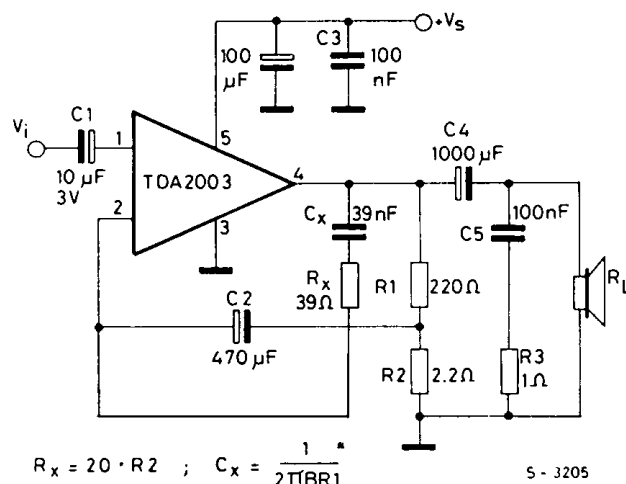 +Vs
100 µF
C3
100 nF
Vi
C1
10 µF
3V
1
5
TDA2003
4
2
3
C4
1000 µF
Cx
39nF
100nF
C5
Rx
39Ω
R1
220Ω
RL
C2
470 µF
R2
2.2Ω
R3
1Ω
Rx = 20 · R2 ; Cx = 1 / 2πBR1 *
S - 3205